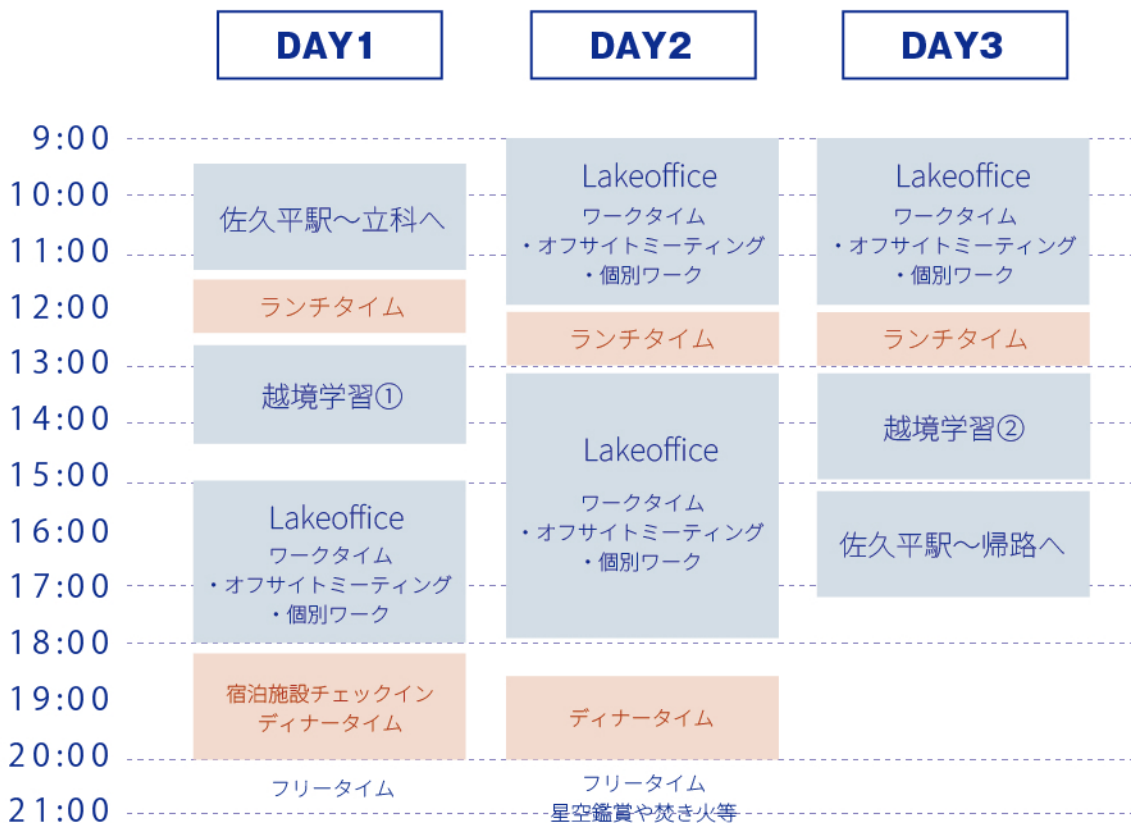 DAY1
DAY2
DAY3
9:00
10:00
11:00
12:00
13:00
14:00
15:00
16:00
17:00
18:00
19:00
20:00
21:00
佐久平駅～立科へ
ランチタイム
越境学習①
Lakeoffice
ワークタイム
・オフサイトミーティング
・個別ワーク
宿泊施設チェックイン
ディナータイム
フリータイム
Lakeoffice
ワークタイム
・オフサイトミーティング
・個別ワーク
ランチタイム
Lakeoffice
ワークタイム
・オフサイトミーティング
・個別ワーク
ディナータイム
フリータイム
星空鑑賞や焚き火等
Lakeoffice
ワークタイム
・オフサイトミーティング
・個別ワーク
ランチタイム
越境学習②
佐久平駅～帰路へ